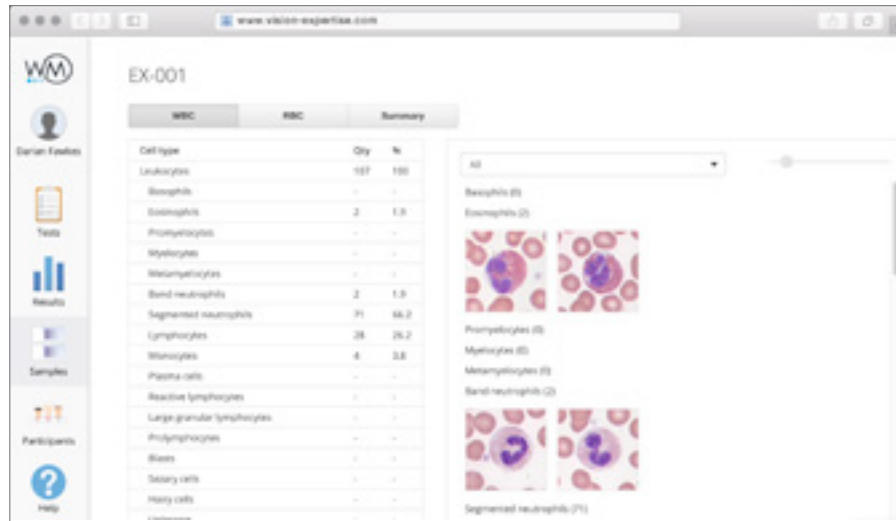 www.vision-expertise.com
WM
EX-001
WBC RBC Summary
Darian Fawkes
Tests
Results
Samples
Participants
Help
Cell type Qty %
Leukocytes 107 100
Basophils - -
Eosinophils 2 1.9
Promyelocytes - -
Myelocytes - -
Metamyelocytes - -
Band neutrophils 2 1.9
Segmented neutrophils 71 66.2
Lymphocytes 28 26.2
Monocytes 4 3.8
Plasma cells - -
Reactive lymphocytes - -
Large granular lymphocytes - -
Prolymphocytes - -
Blasts - -
Sezary cells - -
Hairy cells - -
Unknown
All
Basophils (0)
Eosinophils (2)
Promyelocytes (0)
Myelocytes (0)
Metamyelocytes (0)
Band neutrophils (2)
Segmented neutrophils (71)